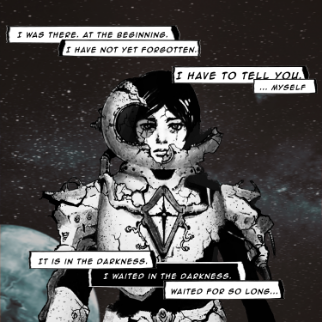 I WAS THERE. AT THE BEGINNING.
I HAVE NOT YET FORGOTTEN.
I HAVE TO TELL YOU.
... MYSELF
IT IS IN THE DARKNESS.
I WAITED IN THE DARKNESS.
WAITED FOR SO LONG...